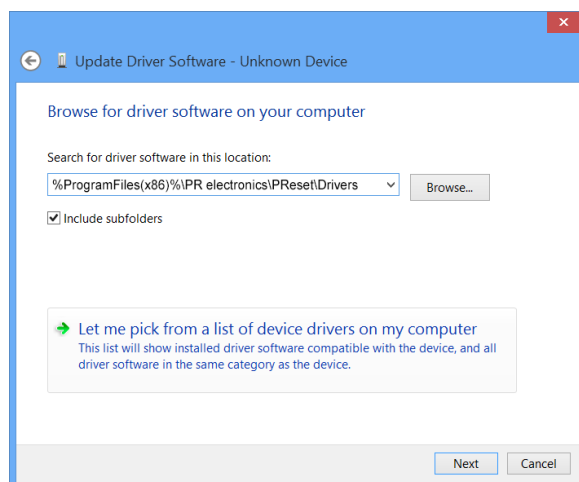 Update Driver Software - Unknown Device
Browse for driver software on your computer
Search for driver software in this location:
%ProgramFiles(x86)%\PR electronics\PReset\Drivers
Browse...
Include subfolders
Let me pick from a list of device drivers on my computer
This list will show installed driver software compatible with the device, and all
driver software in the same category as the device.
Next
Cancel